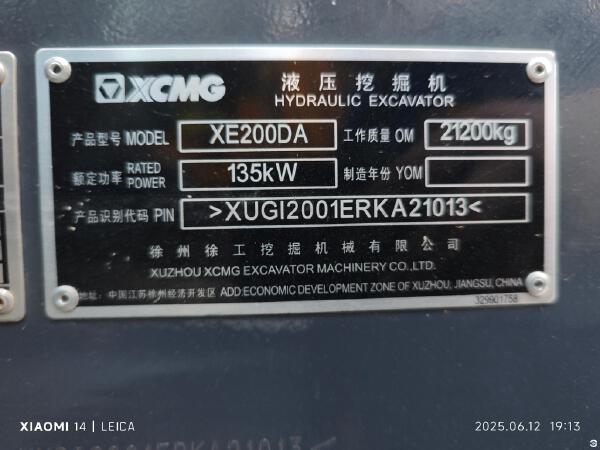 XCMG 液压挖掘机
HYDRAULIC EXCAVATOR
产品型号 MODEL XE200DA 工作质量 OM 21200kg
额定功率 RATED POWER 135kW 制造年份 YOM
产品识别代码 PIN >XUGI2001ERKA21013<
徐州徐工挖掘机械有限公司
XUZHOU XCMG EXCAVATOR MACHINERY CO.,LTD.
地址: 中国江苏徐州经济开发区 ADD:ECONOMIC DEVELOPMENT ZONE OF XUZHOU, JIANGSU, CHINA
329901758
XIAOMI 14 | LEICA 2025.06.12 19:13